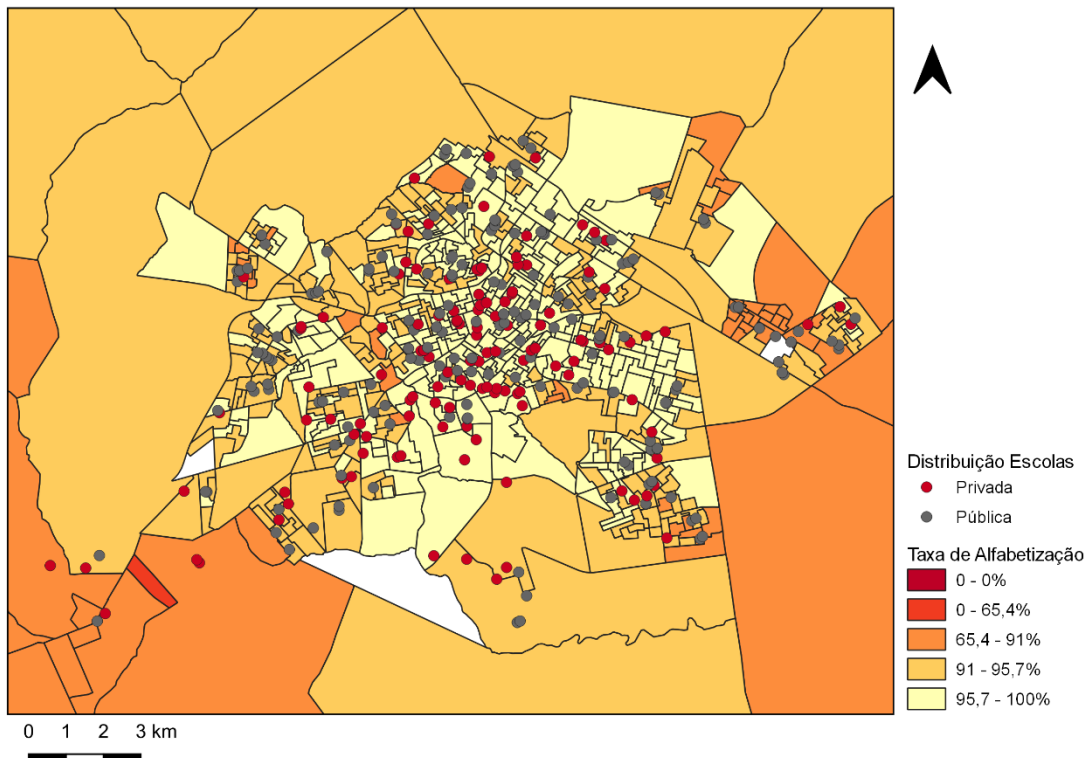 Distribuição Escolas
Privada
Pública
Taxa de Alfabetização
0 - 0%
0 - 65,4%
65,4 - 91%
91 - 95,7%
95,7 - 100%
0 1 2 3 km